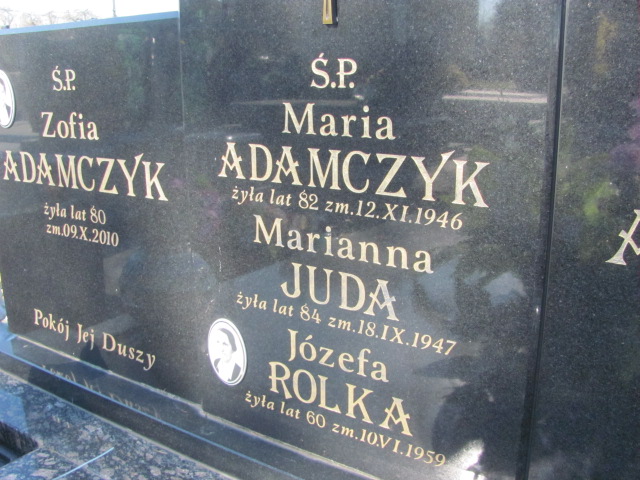 Ś.P.
Zofia
ADAMCZYK
żyła lat 80
zm.09.X.2010
Pokój Jej Duszy
Ś.P.
Maria
ADAMCZYK
żyła lat 82 zm.12.XI.1946
Marianna
JUDA
żyła lat 84 zm.18.IX.1947
Józefa
ROLKA
żyła lat 60 zm.10.VI.1959
A